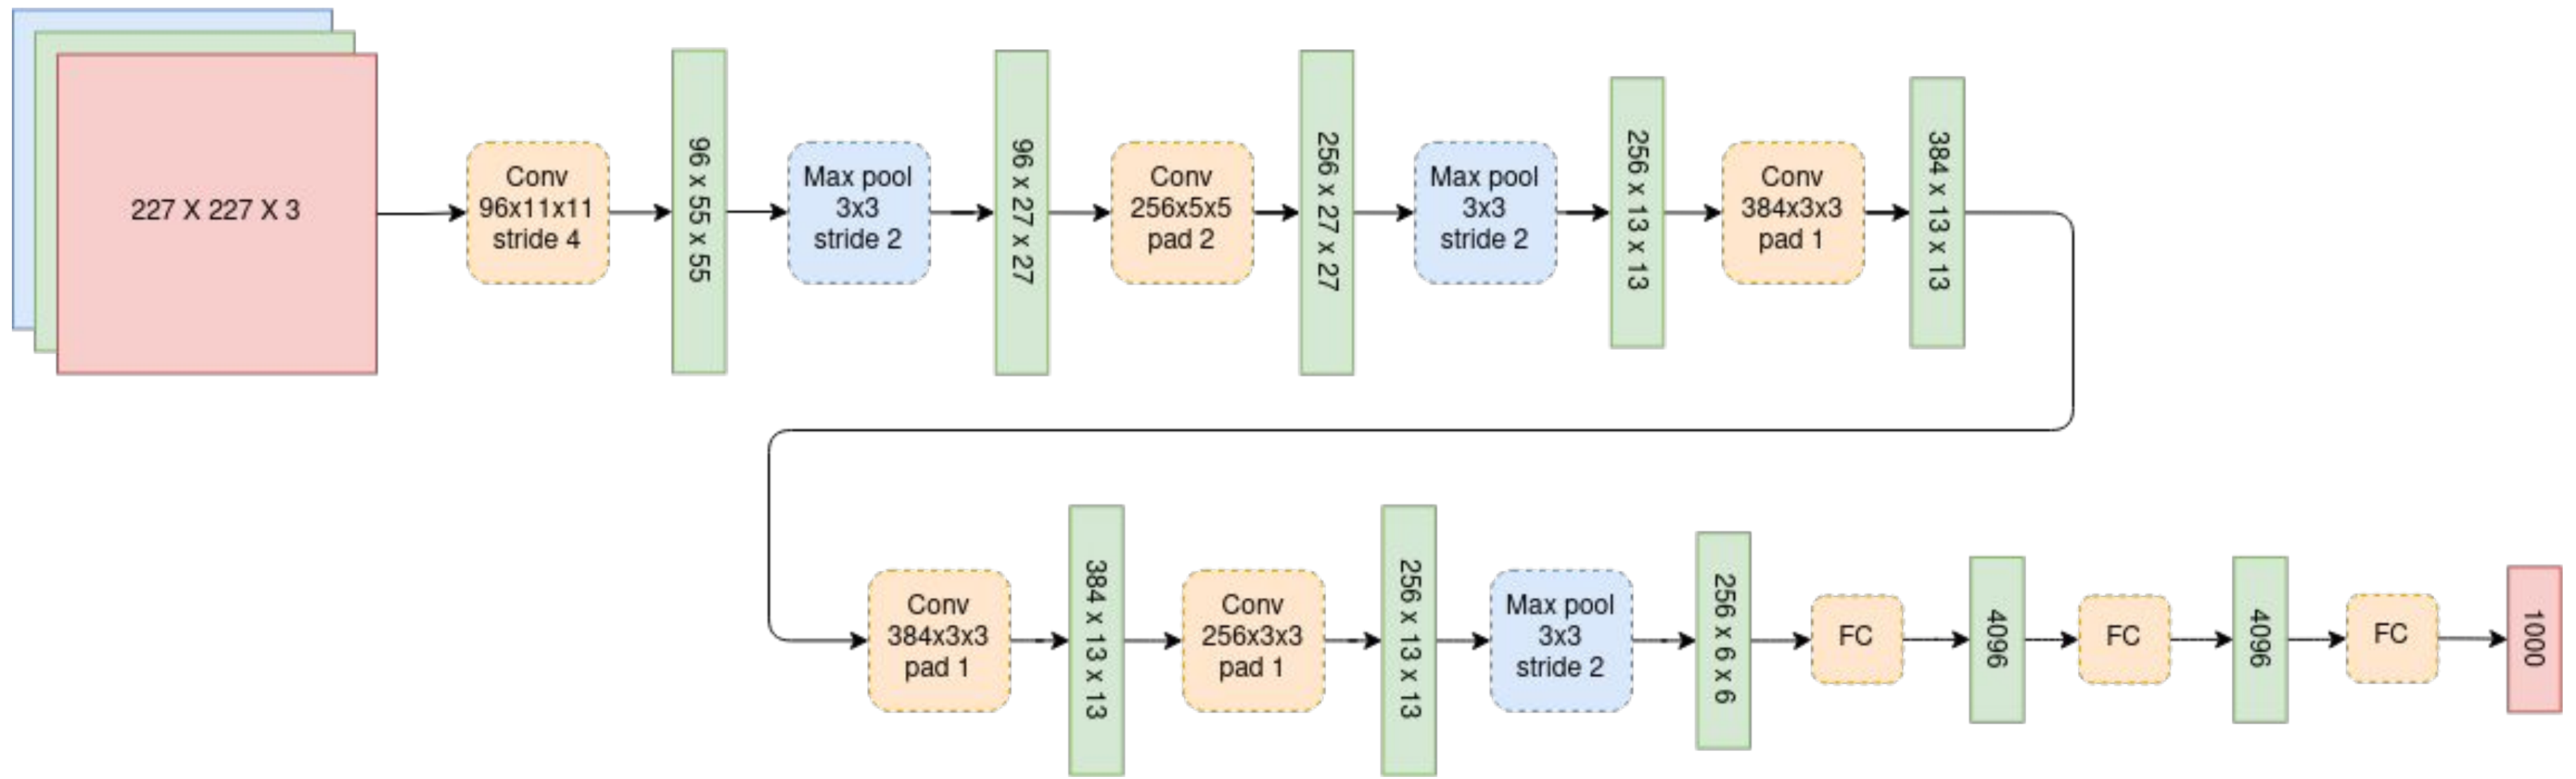 227 X 227 X 3
Conv
96x11x11
stride 4
96 x 55 x 55
Max pool
3x3
stride 2
96 x 27 x 27
Conv
256x5x5
pad 2
256 x 27 x 27
Max pool
3x3
stride 2
256 x 13 x 13
Conv
384x3x3
pad 1
384 x 13 x 13
Conv
384x3x3
pad 1
384 x 13 x 13
Conv
256x3x3
pad 1
256 x 13 x 13
Max pool
3x3
stride 2
256 x 6 x 6
FC
4096
FC
4096
FC
1000